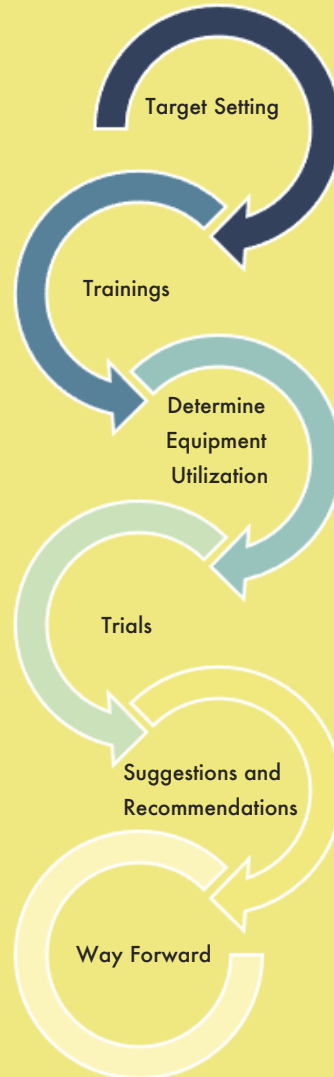 Target Setting
Trainings
Determine
Equipment
Utilization
Trials
Suggestions and
Recommendations
Way Forward